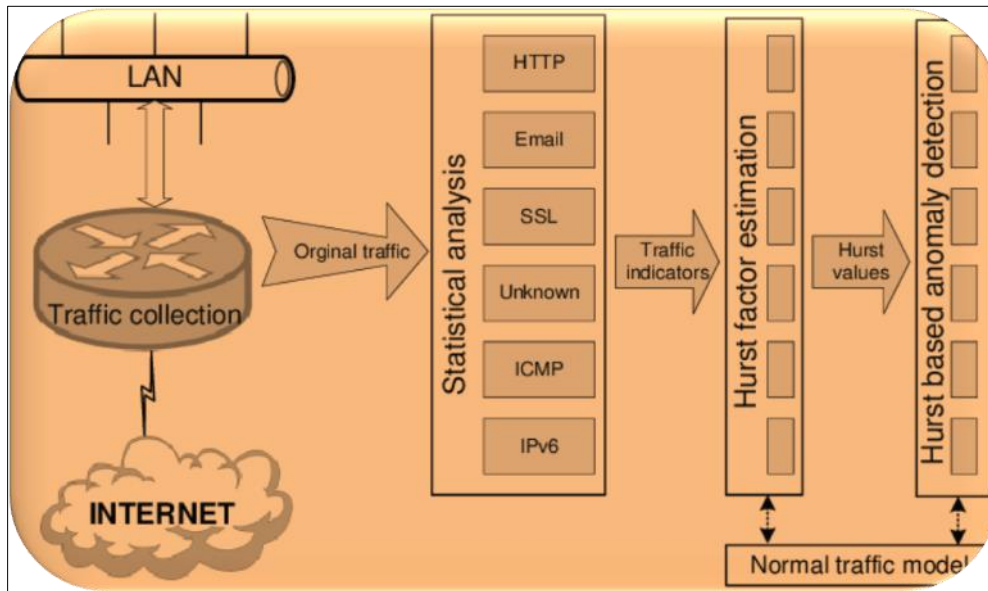 LAN
Traffic collection
INTERNET
Orginal traffic
Statistical analysis
HTTP
Email
SSL
Unknown
ICMP
IPv6
Traffic
indicators
Hurst factor estimation
Hurst
values
Hurst based anomaly detection
Normal traffic model